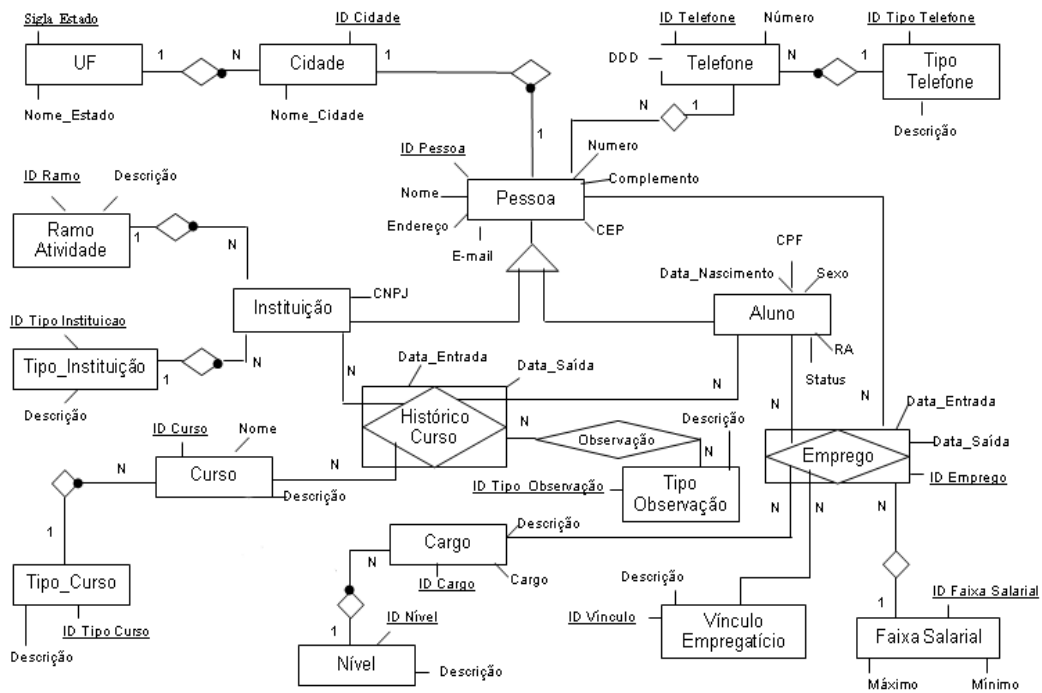 Sigla Estado
ID Cidade
ID Telefone
Número
ID Tipo Telefone
UF
1
N
Cidade
1
DDD
Telefone
N
1
Tipo
Telefone
Nome_Estado
Nome_Cidade
N
1
Descrição
1
ID Pessoa
Numero
Complemento
Nome
Pessoa
Endereço
CEP
E-mail
ID Ramo
Descrição
Ramo
Atividade
1
N
CPF
Data_Nascimento
Sexo
Instituição
CNPJ
Aluno
RA
Status
ID Tipo Instituicao
Tipo_Instituição
1
N
Descrição
Data_Entrada
Data_Saída
N
N
N
N
Histórico
Curso
N
Observação
N
Descrição
Data_Entrada
Data_Saída
Emprego
ID Emprego
ID Curso
Nome
N
Curso
N
Descrição
ID Tipo Observação
Tipo
Observação
N
N
N
1
Tipo_Curso
ID Tipo Curso
Descrição
Cargo
Descrição
N
ID Cargo
Cargo
Descrição
ID Vínculo
Vínculo
Empregatício
1
ID Nível
Nível
Descrição
1
ID Faixa Salarial
Faixa Salarial
Máximo
Mínimo